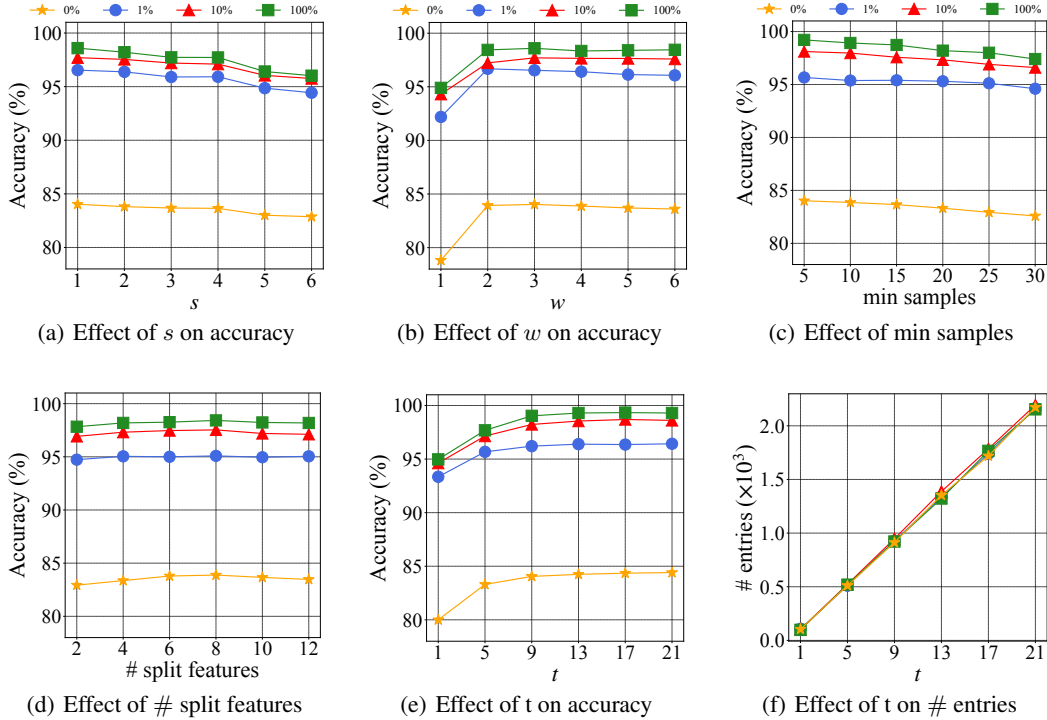 0% 1% 10% 100%
100
95
90
85
80
Accuracy (%)
1 2 3 4 5 6
s
(a) Effect of s on accuracy
0% 1% 10% 100%
100
95
90
85
80
Accuracy (%)
1 2 3 4 5 6
w
(b) Effect of w on accuracy
0% 1% 10% 100%
100
95
90
85
80
Accuracy (%)
5 10 15 20 25 30
min samples
(c) Effect of min samples
100
95
90
85
80
Accuracy (%)
2 4 6 8 10 12
# split features
(d) Effect of # split features
100
95
90
85
80
Accuracy (%)
1 5 9 13 17 21
t
(e) Effect of t on accuracy
2.0
1.5
1.0
0.5
0.0
# entries (×10³)
1 5 9 13 17 21
t
(f) Effect of t on # entries